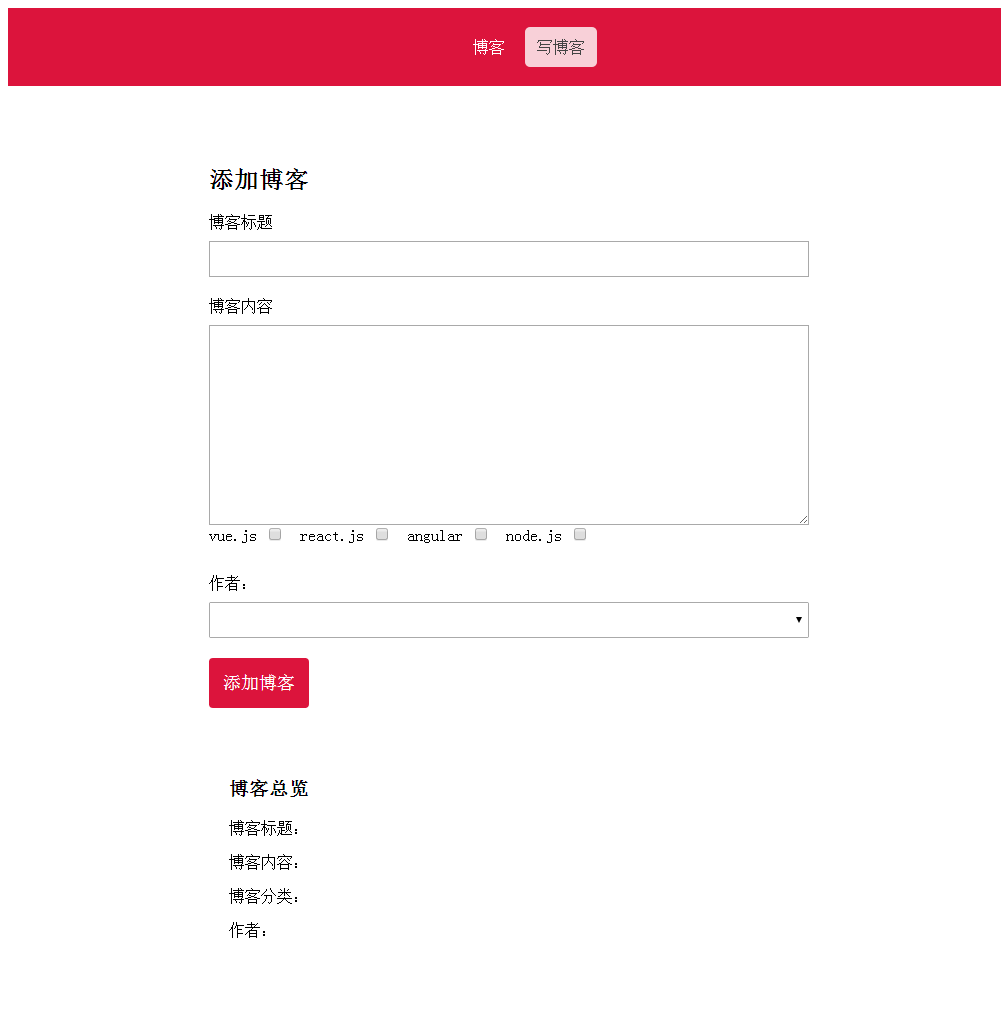 博客 写博客
添加博客
博客标题
博客内容
vue.js react.js angular node.js
作者：
添加博客
博客总览
博客标题：
博客内容：
博客分类：
作者：